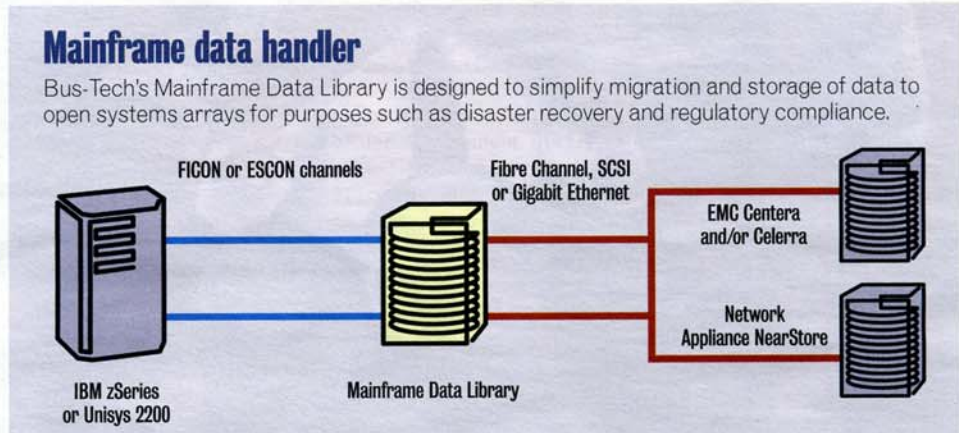 Mainframe data handler
Bus-Tech's Mainframe Data Library is designed to simplify migration and storage of data to
open systems arrays for purposes such as disaster recovery and regulatory compliance.
FICON or ESCON channels
Fibre Channel, SCSI
or Gigabit Ethernet
EMC Centera
and/or Celerra
Network
Appliance NearStore
IBM zSeries
or Unisys 2200
Mainframe Data Library